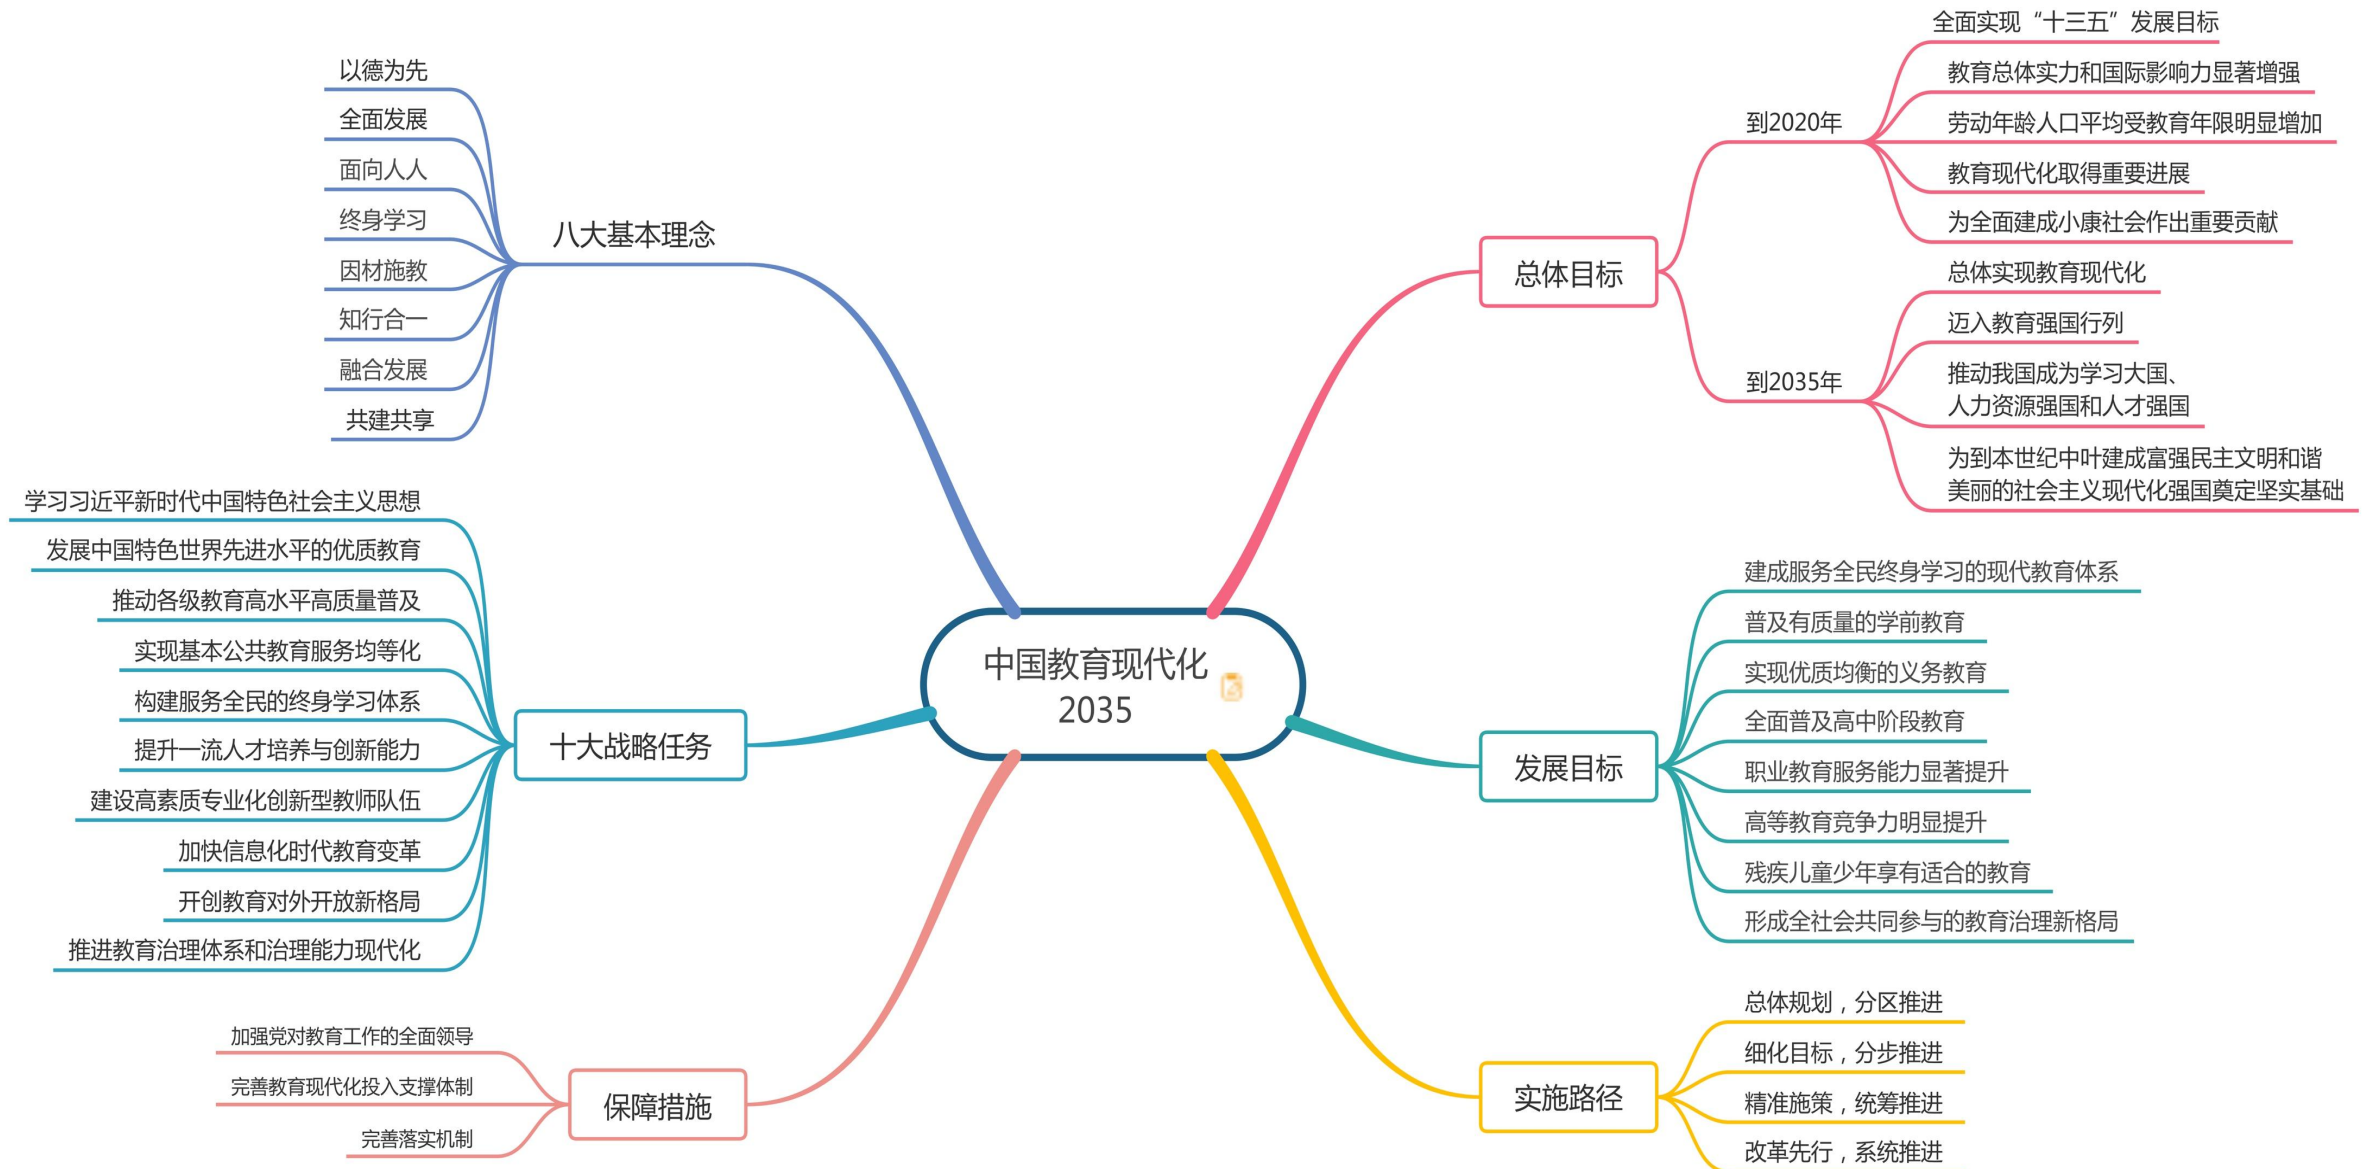 中国教育现代化
2035
总体目标
到2020年
全面实现“十三五”发展目标
教育总体实力和国际影响力显著增强
劳动年龄人口平均受教育年限明显增加
教育现代化取得重要进展
为全面建成小康社会作出重要贡献
到2035年
总体实现教育现代化
迈入教育强国行列
推动我国成为学习大国、
人力资源强国和人才强国
为到本世纪中叶建成富强民主文明和谐
美丽的社会主义现代化强国奠定坚实基础
发展目标
建成服务全民终身学习的现代教育体系
普及有质量的学前教育
实现优质均衡的义务教育
全面普及高中阶段教育
职业教育服务能力显著提升
高等教育竞争力明显提升
残疾儿童少年享有适合的教育
形成全社会共同参与的教育治理新格局
实施路径
总体规划，分区推进
细化目标，分步推进
精准施策，统筹推进
改革先行，系统推进
八大基本理念
以德为先
全面发展
面向人人
终身学习
因材施教
知行合一
融合发展
共建共享
十大战略任务
学习习近平新时代中国特色社会主义思想
发展中国特色世界先进水平的优质教育
推动各级教育高水平高质量普及
实现基本公共教育服务均等化
构建服务全民的终身学习体系
提升一流人才培养与创新能力
建设高素质专业化创新型教师队伍
加快信息化时代教育变革
开创教育对外开放新格局
推进教育治理体系和治理能力现代化
保障措施
加强党对教育工作的全面领导
完善教育现代化投入支撑体制
完善落实机制